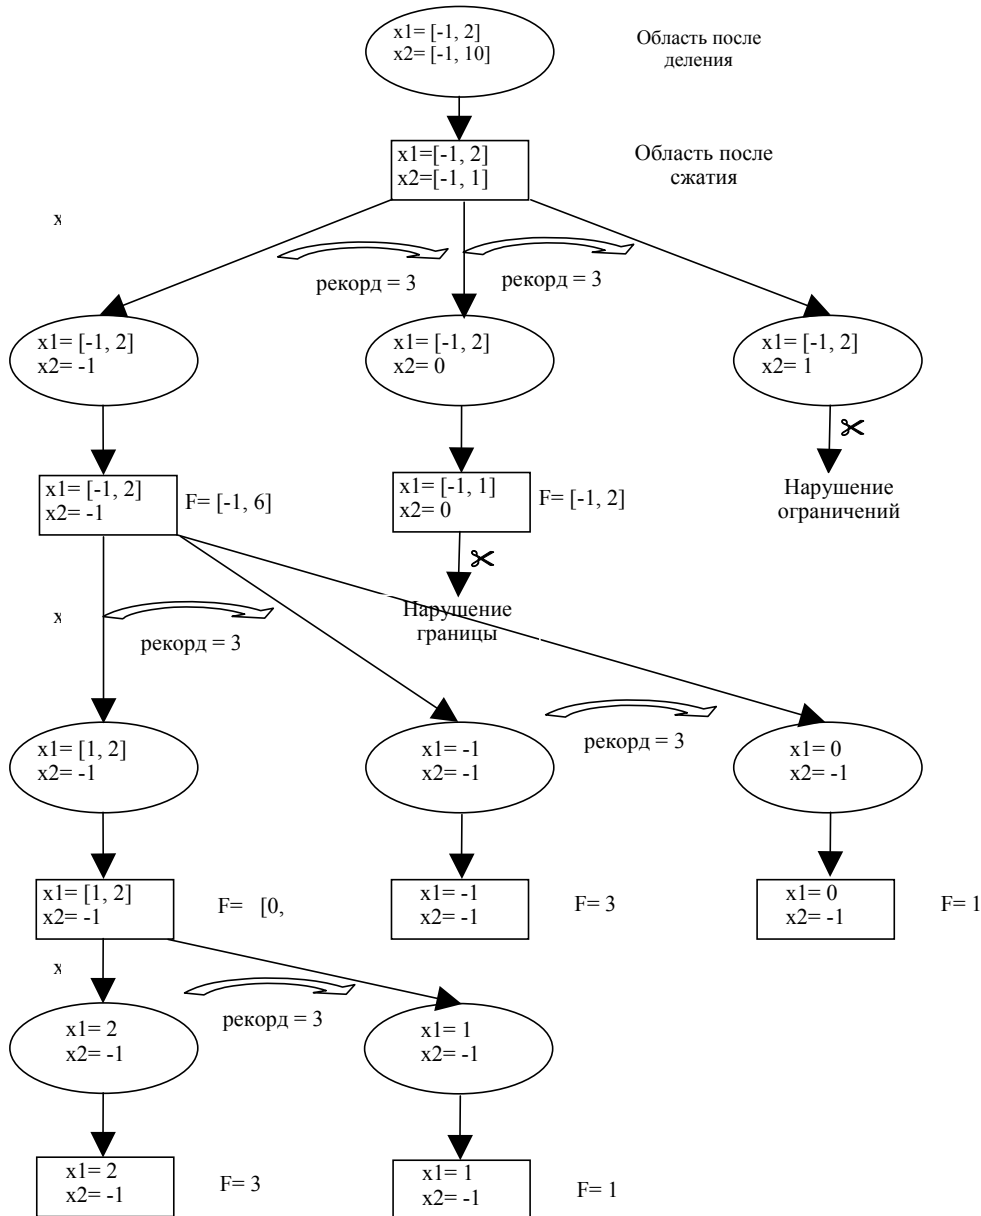 x1= [-1, 2]
x2= [-1, 10]
Область после
деления
x1=[-1, 2]
x2=[-1, 1]
Область после
сжатия
x
рекорд = 3
рекорд = 3
x1= [-1, 2]
x2= -1
x1= [-1, 2]
x2= 0
x1= [-1, 2]
x2= 1
x1= [-1, 2]
x2= -1
F= [-1, 6]
x1= [-1, 1]
x2= 0
F= [-1, 2]
Нарушение
ограничений
Нарушение
границы
x
рекорд = 3
рекорд = 3
x1= [1, 2]
x2= -1
x1= -1
x2= -1
x1= 0
x2= -1
x1= [1, 2]
x2= -1
F= [0,
x1= -1
x2= -1
F= 3
x1= 0
x2= -1
F= 1
x
рекорд = 3
x1= 2
x2= -1
x1= 1
x2= -1
x1= 2
x2= -1
F= 3
x1= 1
x2= -1
F= 1